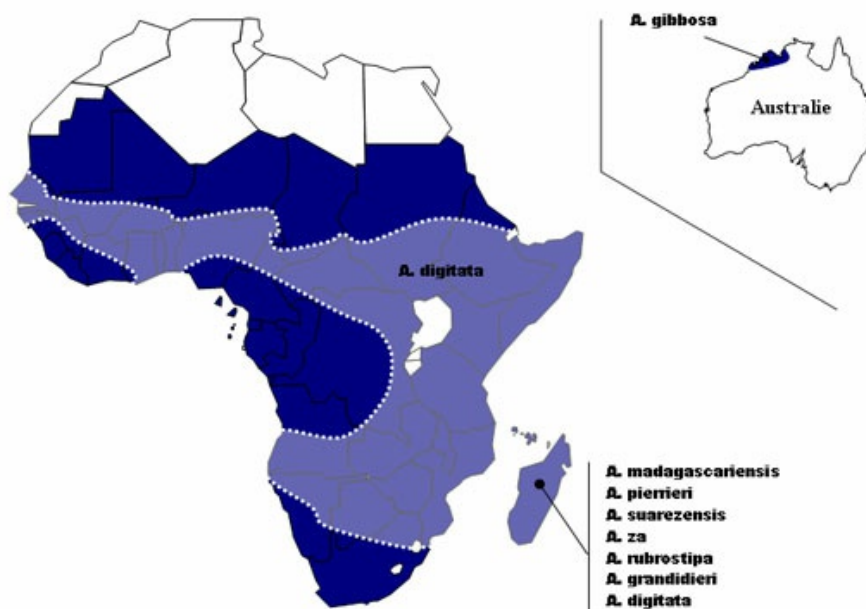 A. gibbosa
Australie
A. digitata
A. madagascariensis
A. pierrieri
A. suarezensis
A. za
A. rubrostipa
A. grandidieri
A. digitata